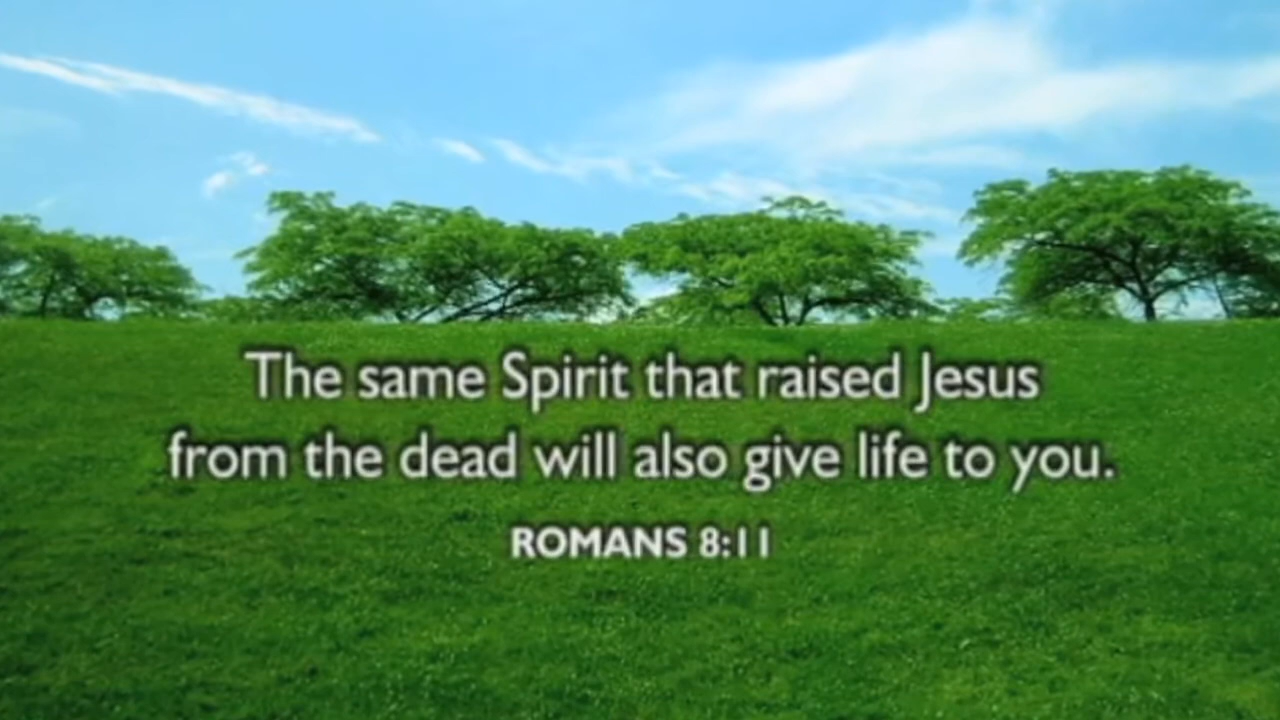 The same Spirit that raised Jesus
from the dead will also give life to you.
ROMANS 8:11